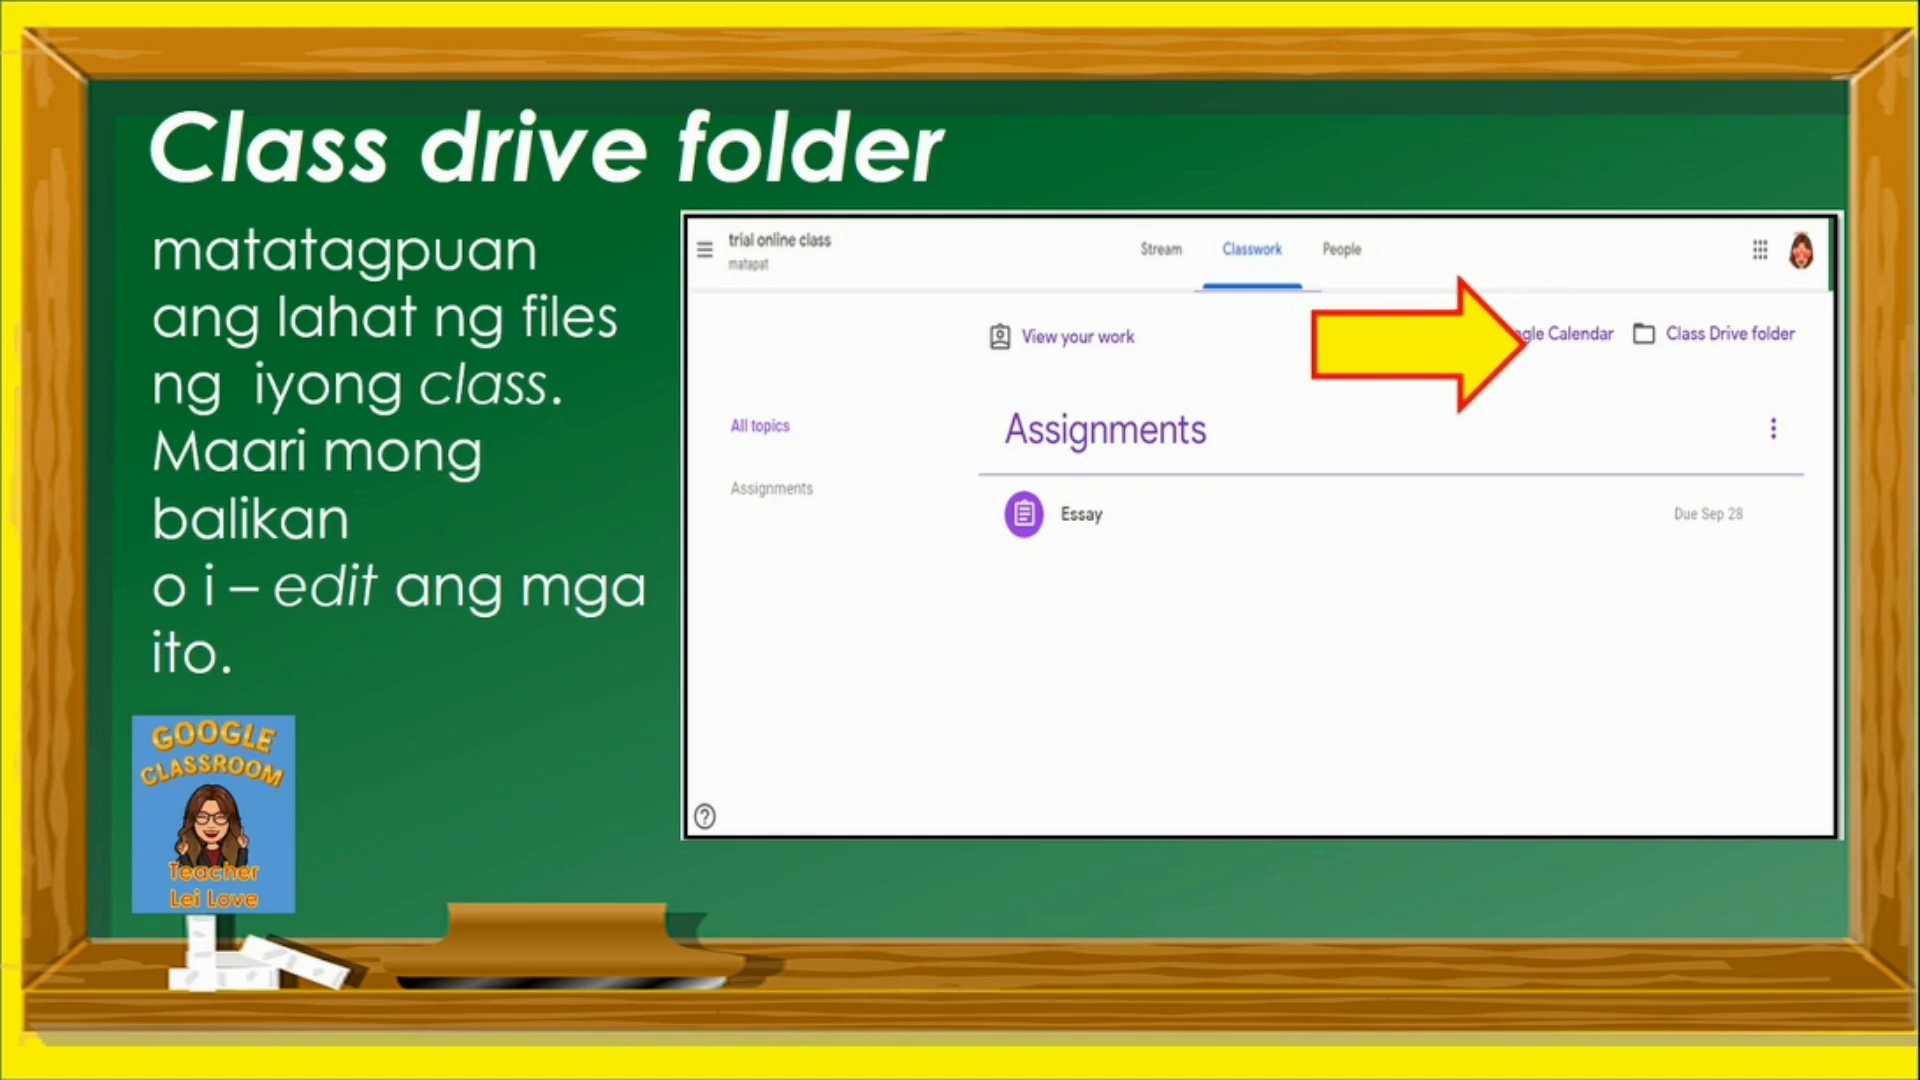 Class drive folder
matatagpuan
ang lahat ng files
ng iyong class.
Maari mong
balikan
o i – edit ang mga
ito.
trial online class
matapat
Stream Classwork People
View your work
Calendar Class Drive folder
All topics
Assignments
Assignments
Essay Due Sep 28
GOOGLE
CLASSROOM
Teacher
Lei Love